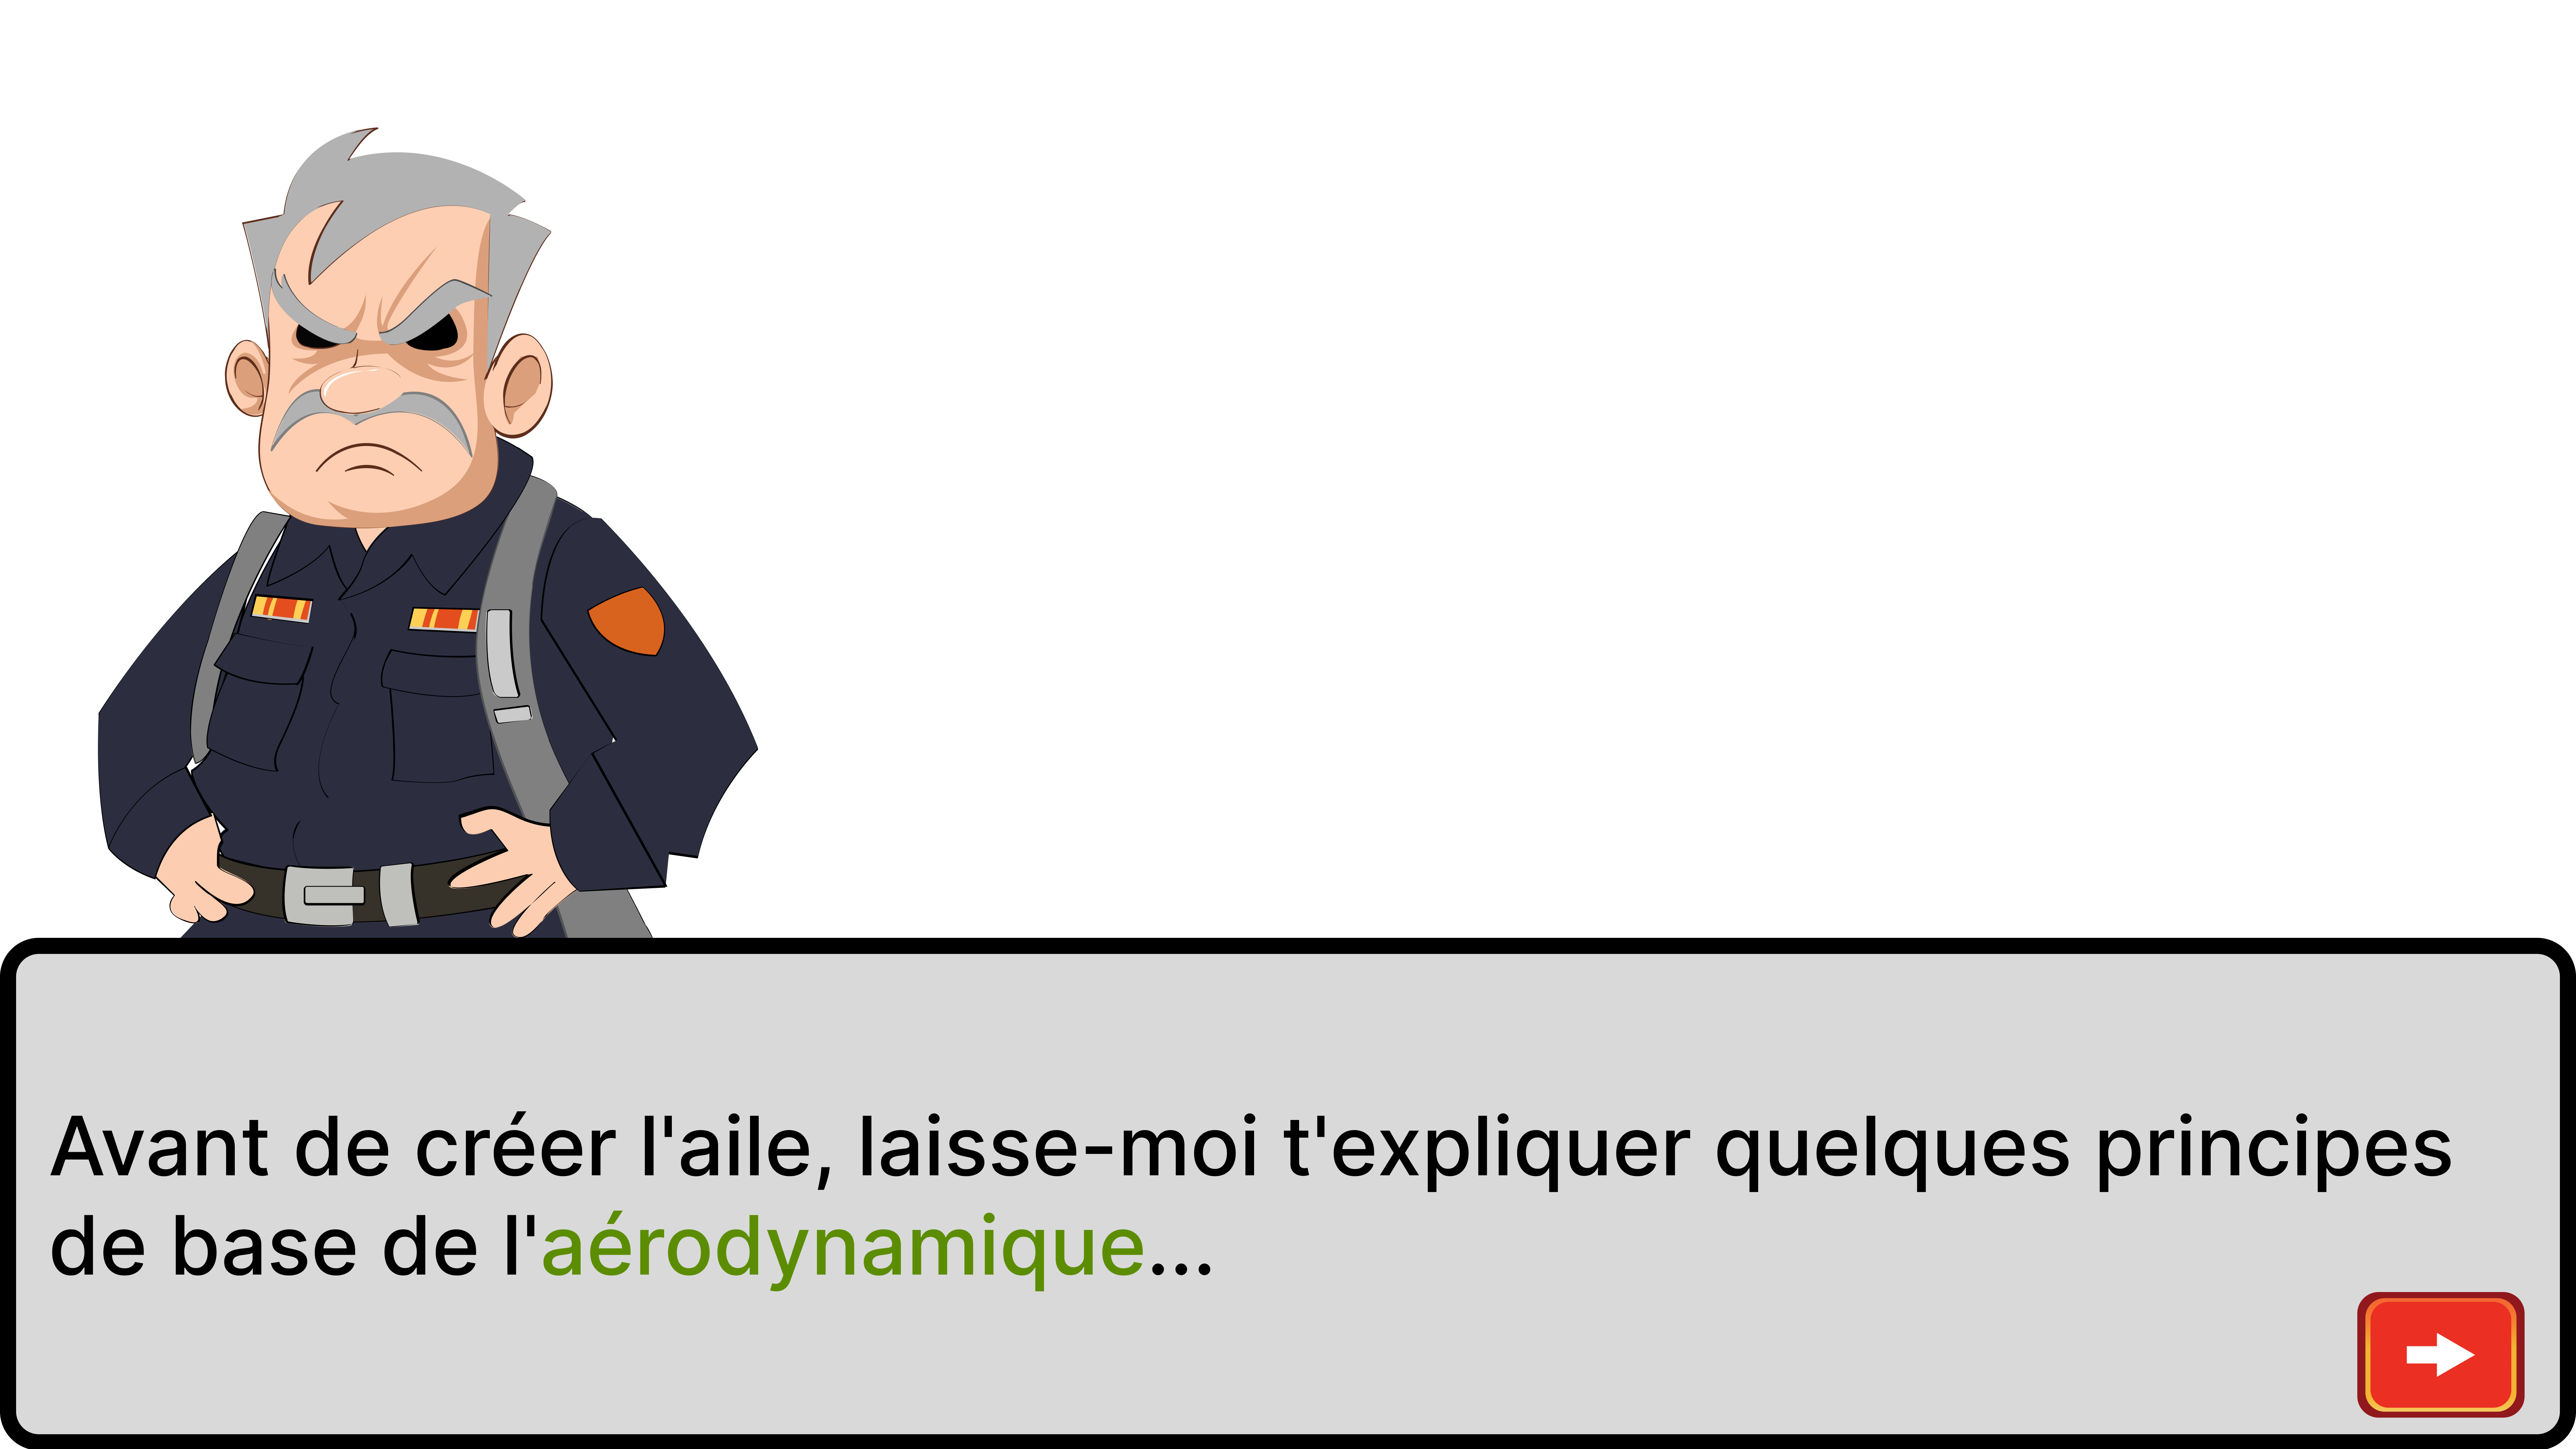 Avant de créer l'aile, laisse-moi t'expliquer quelques principes
de base de l'aérodynamique...